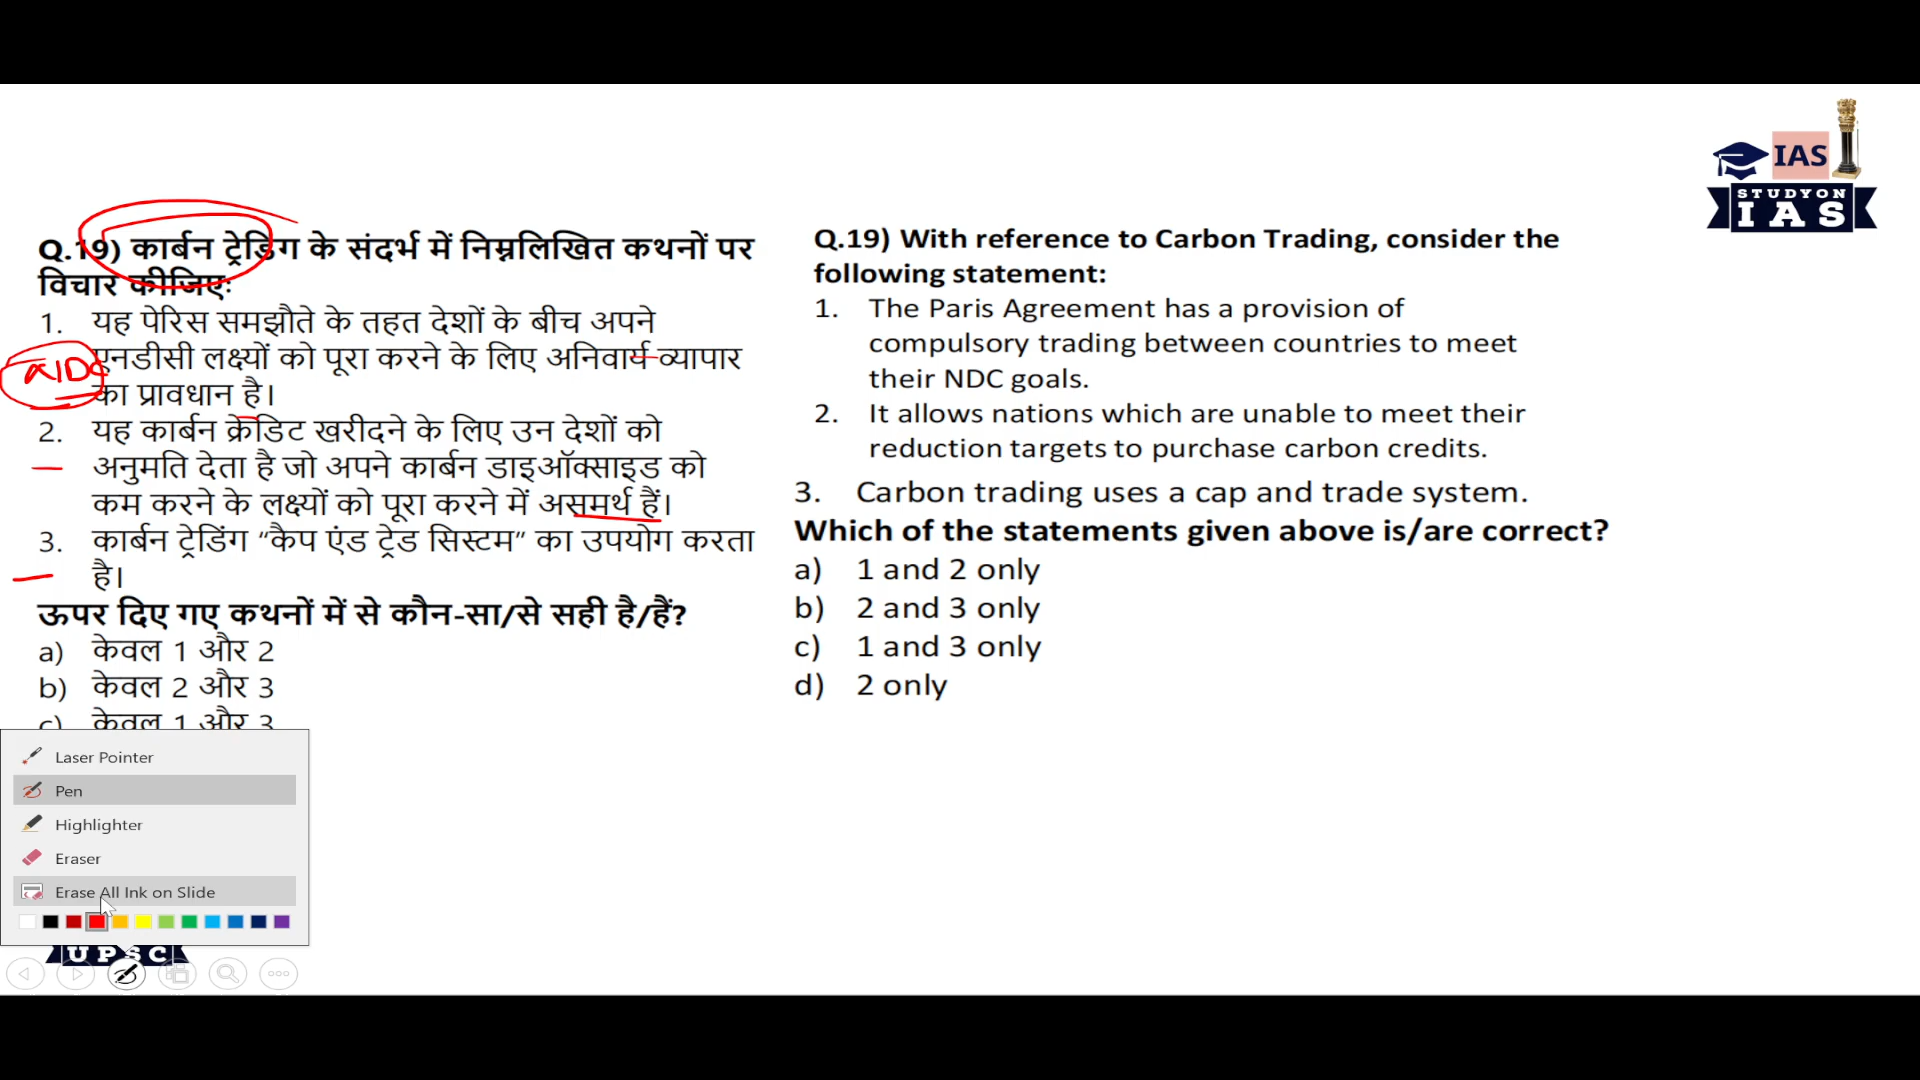 IAS
STUDYON
IAS
Q.19) कार्बन ट्रेडिंग के संदर्भ में निम्नलिखित कथनों पर
विचार कीजिएः
1. यह पेरिस समझौते के तहत देशों के बीच अपने
एनडीसी लक्ष्यों को पूरा करने के लिए अनिवार्य व्यापार
का प्रावधान है।
2. यह कार्बन क्रेडिट खरीदने के लिए उन देशों को
अनुमति देता है जो अपने कार्बन डाइऑक्साइड को
कम करने के लक्ष्यों को पूरा करने में असमर्थ हैं।
3. कार्बन ट्रेडिंग “कैप एंड ट्रेड सिस्टम” का उपयोग करता
है।
ऊपर दिए गए कथनों में से कौन-सा/से सही है/हैं?
a) केवल 1 और 2
b) केवल 2 और 3
c) केवल 1 और 3
Q.19) With reference to Carbon Trading, consider the
following statement:
1. The Paris Agreement has a provision of
compulsory trading between countries to meet
their NDC goals.
2. It allows nations which are unable to meet their
reduction targets to purchase carbon credits.
3. Carbon trading uses a cap and trade system.
Which of the statements given above is/are correct?
a) 1 and 2 only
b) 2 and 3 only
c) 1 and 3 only
d) 2 only
Laser Pointer
Pen
Highlighter
Eraser
Erase All Ink on Slide
UPSC